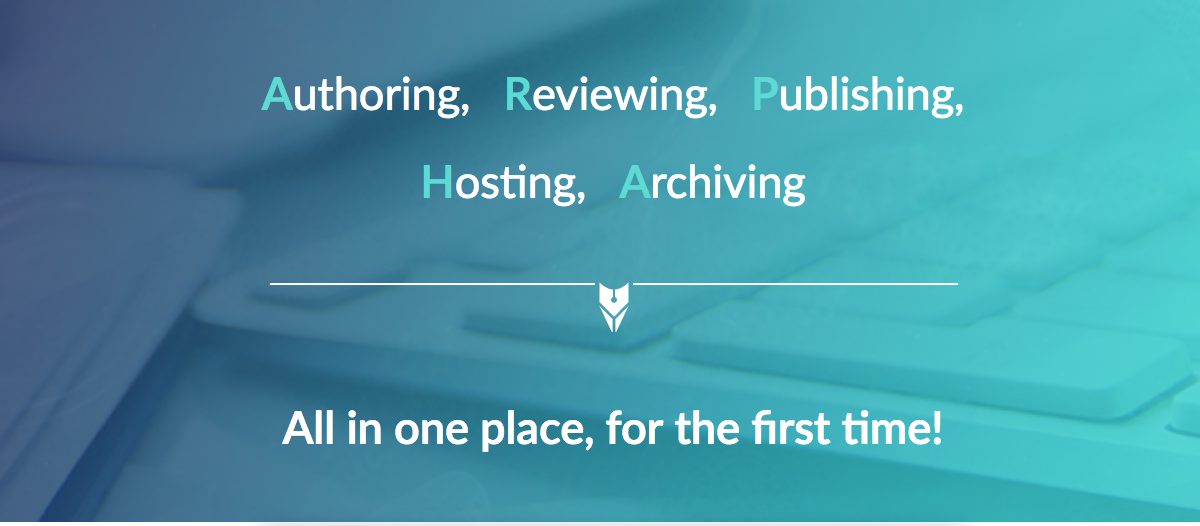 Authoring, Reviewing, Publishing,
Hosting, Archiving
All in one place, for the first time!